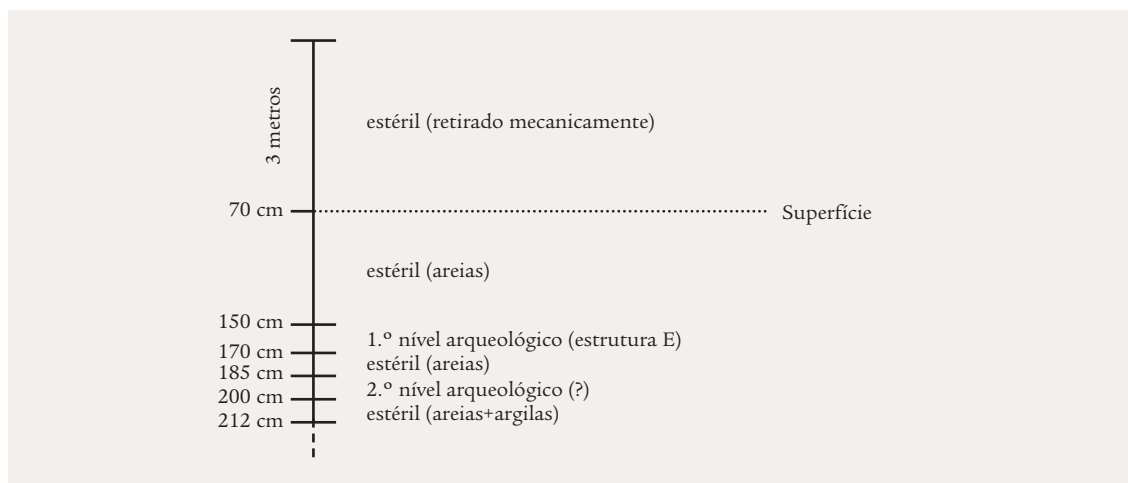 3 metros
estéril (retirado mecanicamente)
70 cm
Superfície
estéril (areias)
150 cm
1.º nível arqueológico (estrutura E)
170 cm
estéril (areias)
185 cm
2.º nível arqueológico (?)
200 cm
estéril (areias+argilas)
212 cm